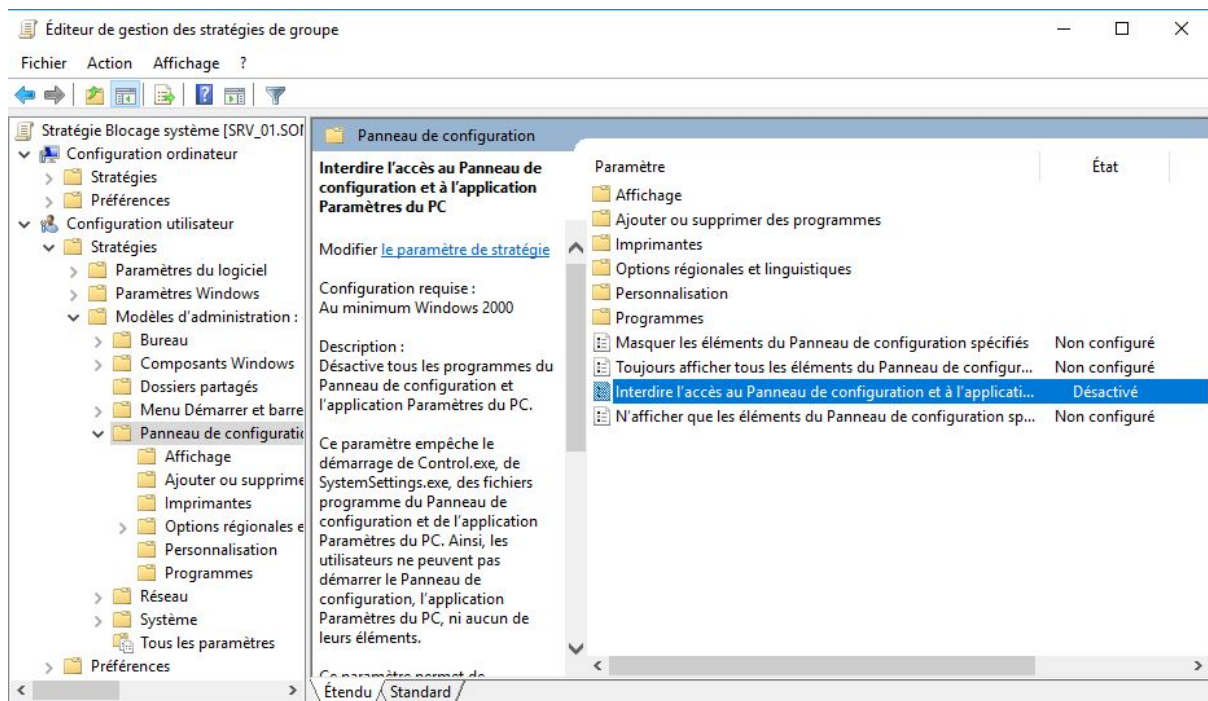 Éditeur de gestion des stratégies de groupe
Fichier Action Affichage ?
Stratégie Blocage système [SRV_01.SO
Configuration ordinateur
Stratégies
Préférences
Configuration utilisateur
Stratégies
Paramètres du logiciel
Paramètres Windows
Modèles d'administration :
Bureau
Composants Windows
Dossiers partagés
Menu Démarrer et barre
Panneau de configuratio
Affichage
Ajouter ou supprime
Imprimantes
Options régionales e
Personnalisation
Programmes
Réseau
Système
Tous les paramètres
Préférences
Panneau de configuration
Interdire l'accès au Panneau de
configuration et à l'application
Paramètres du PC
Modifier le paramètre de stratégie
Configuration requise :
Au minimum Windows 2000
Description :
Désactive tous les programmes du
Panneau de configuration et
l'application Paramètres du PC.
Ce paramètre empêche le
démarrage de Control.exe, de
SystemSettings.exe, des fichiers
programme du Panneau de
configuration et de l'application
Paramètres du PC. Ainsi, les
utilisateurs ne peuvent pas
démarrer le Panneau de
configuration, l'application
Paramètres du PC, ni aucun de
leurs éléments.
Ce paramètre permet de
Étendu Standard
Paramètre État
Affichage
Ajouter ou supprimer des programmes
Imprimantes
Options régionales et linguistiques
Personnalisation
Programmes
Masquer les éléments du Panneau de configuration spécifiés Non configuré
Toujours afficher tous les éléments du Panneau de configur... Non configuré
Interdire l'accès au Panneau de configuration et à l'applicati... Désactivé
N'afficher que les éléments du Panneau de configuration sp... Non configuré